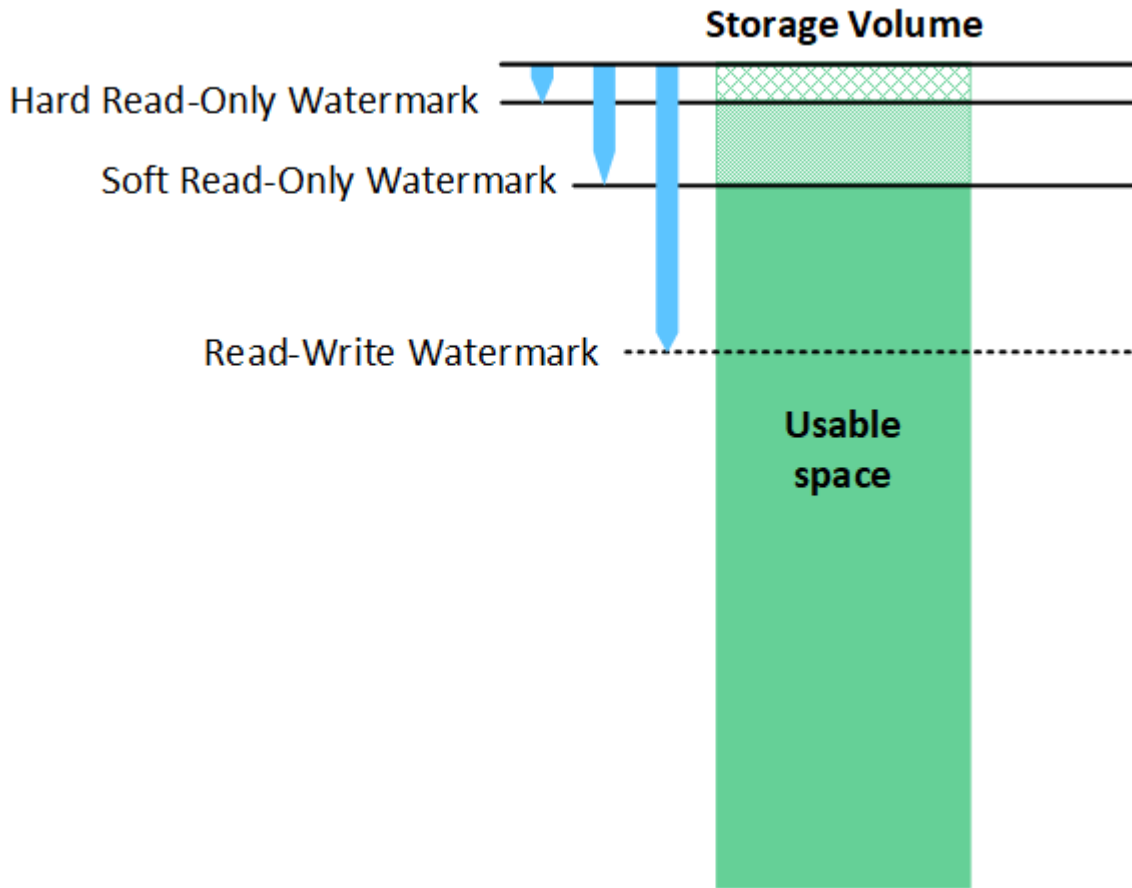 Storage Volume
Hard Read-Only Watermark
Soft Read-Only Watermark
Read-Write Watermark
Usable
space